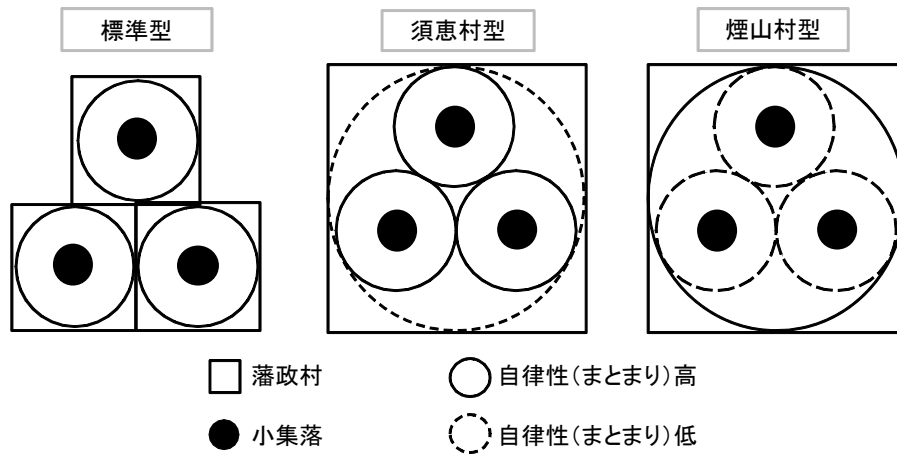 標準型
須恵村型
煙山村型
藩政村
自律性(まとまり)高
小集落
自律性(まとまり)低